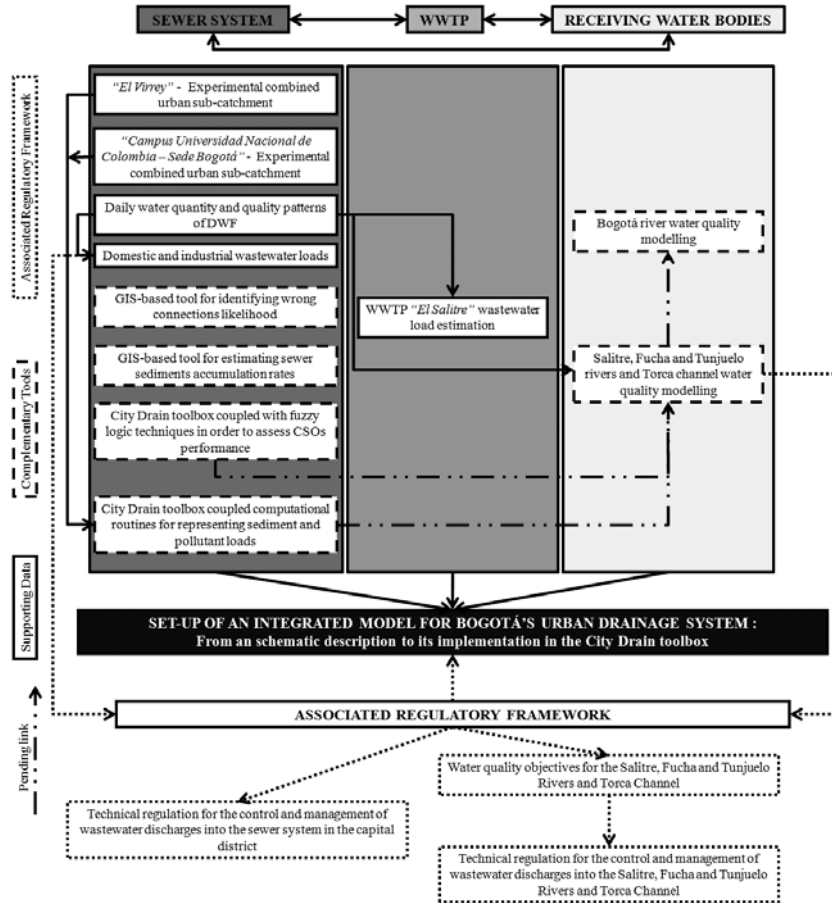 SEWER SYSTEM
WWTP
RECEIVING WATER BODIES
Associated Regulatory Framework
Complementary Tools
Supporting Data
Pending link
“El Virrey” - Experimental combined
urban sub-catchment
“Campus Universidad Nacional de
Colombia – Sede Bogotá” - Experimental
combined urban sub-catchment
Daily water quantity and quality patterns
of DWF
Domestic and industrial wastewater loads
GIS-based tool for identifying wrong
connections likelihood
GIS-based tool for estimating sewer
sediments accumulation rates
City Drain toolbox coupled with fuzzy
logic techniques in order to assess CSOs
performance
City Drain toolbox coupled computational
routines for representing sediment and
pollutant loads
WWTP “El Salitre” wastewater
load estimation
Bogotá river water quality
modelling
Salitre, Fucha and Tunjuelo
rivers and Torca channel water
quality modelling
SET-UP OF AN INTEGRATED MODEL FOR BOGOTÁ’S URBAN DRAINAGE SYSTEM :
From an schematic description to its implementation in the City Drain toolbox
ASSOCIATED REGULATORY FRAMEWORK
Technical regulation for the control and management of
wastewater discharges into the sewer system in the capital
district
Water quality objectives for the Salitre, Fucha and Tunjuelo
Rivers and Torca Channel
Technical regulation for the control and management of
wastewater discharges into the Salitre, Fucha and Tunjuelo
Rivers and Torca Channel